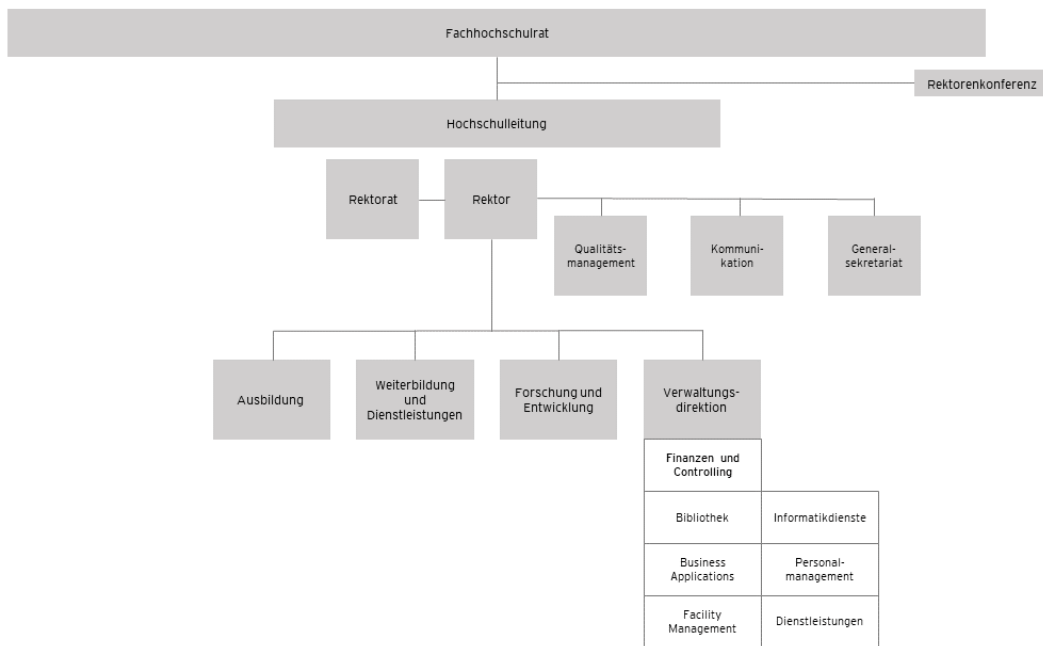 Fachhochschulrat
Rektorenkonferenz
Hochschulleitung
Rektorat
Rektor
Qualitäts-
management
Kommuni-
kation
General-
sekretariat
Ausbildung
Weiterbildung
und
Dienstleistungen
Forschung und
Entwicklung
Verwaltungs-
direktion
Finanzen und
Controlling
Bibliothek
Informatikdienste
Business
Applications
Personal-
management
Facility
Management
Dienstleistungen